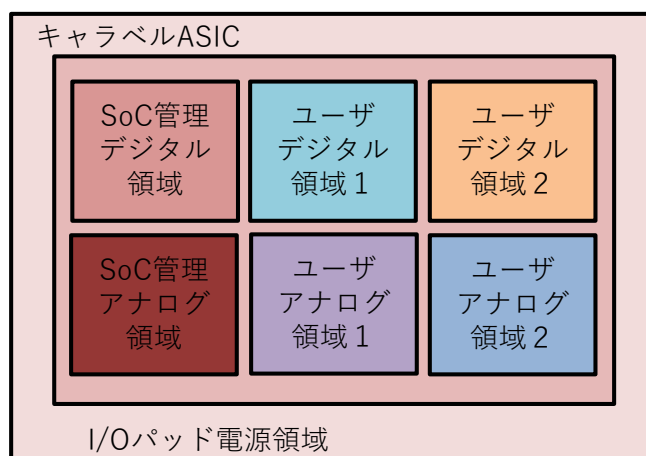 キャラベルASIC
SoC管理
デジタル
領域
ユーザ
デジタル
領域１
ユーザ
デジタル
領域２
SoC管理
アナログ
領域
ユーザ
アナログ
領域１
ユーザ
アナログ
領域２
I/Oパッド電源領域